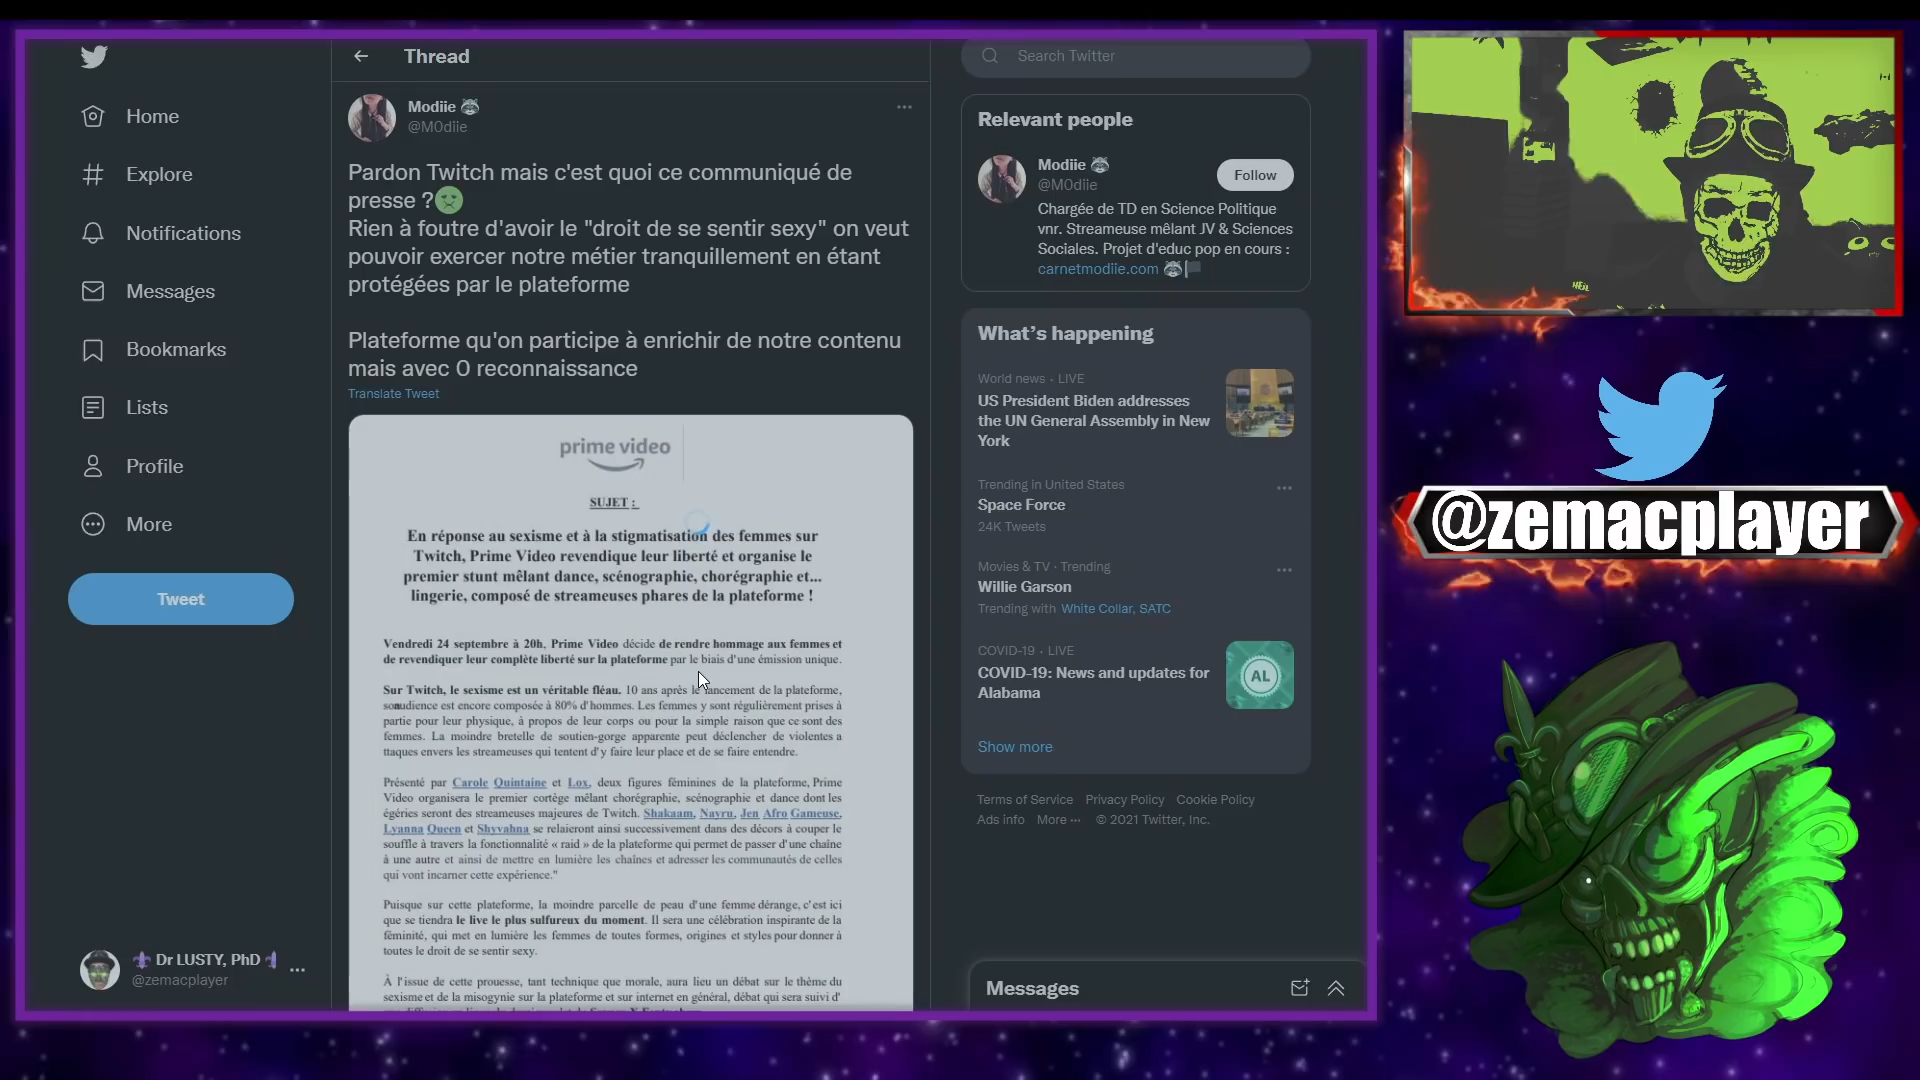 Home
Explore
Notifications
Messages
Bookmarks
Lists
Profile
More
Tweet
Dr LUSTY, PhD
@zemacplayer
Thread
Modiie
@M0diie
Pardon Twitch mais c'est quoi ce communiqué de
presse ?
Rien à foutre d'avoir le "droit de se sentir sexy" on veut
pouvoir exercer notre métier tranquillement en étant
protégées par le plateforme
Plateforme qu'on participe à enrichir de notre contenu
mais avec 0 reconnaissance
Translate Tweet
prime video
SUJET :
En réponse au sexisme et à la stigmatisation des femmes sur
Twitch, Prime Video revendique leur liberté et organise le
premier stunt mêlant dance, scénographie, chorégraphie et...
lingerie, composé de streameuses phares de la plateforme !
Vendredi 24 septembre à 20h, Prime Video décide de rendre hommage aux femmes et
de revendiquer leur complète liberté sur la plateforme par le biais d'une émission unique.
Sur Twitch, le sexisme est un véritable fléau. 10 ans après le lancement de la plateforme,
audience est encore composée à 80% d'hommes. Les femmes y sont régulièrement prises à
partie pour leur physique, à propos de leur corps ou pour la simple raison que ce sont des
femmes. La moindre bretelle de soutien-gorge apparente peut déclencher de violentes a
ttaques envers les streameuses qui tentent d'y faire leur place et de se faire entendre.
Présenté par Carole Quintaine et Lox, deux figures féminines de la plateforme, Prime
Video organisera le premier cortège mêlant chorégraphie, scénographie et dance dont les
égéries seront des streameuses majeures de Twitch. Shakaam, Nayru, Jen Afro Gameuse,
Lyanna Queen et Shyvahna se relaieront ainsi successivement dans des décors à couper le
souffle à travers la fonctionnalité « raid » de la plateforme qui permet de passer d'une chaîne
à une autre et ainsi de mettre en lumière les chaînes et adresser les communautés de celles
qui vont incarner cette expérience."
Puisque sur cette plateforme, la moindre parcelle de peau d'une femme dérange, c'est ici
que se tiendra le live le plus sulfureux du moment. Il sera une célébration inspirante de la
féminité, qui met en lumière les femmes de toutes formes, origines et styles pour donner à
toutes le droit de se sentir sexy.
À l'issue de cette prouesse, tant technique que morale, aura lieu un débat sur le thème du
sexisme et de la misogynie sur la plateforme et sur internet en général, débat qui sera suivi d'
Search Twitter
Relevant people
Modiie
@M0diie
Follow
Chargée de TD en Science Politique
vnr. Streameuse mêlant JV & Sciences
Sociales. Projet d'educ pop en cours :
carnetmodiie.com
What's happening
World news · LIVE
US President Biden addresses
the UN General Assembly in New
York
Trending in United States
Space Force
24K Tweets
Movies & TV · Trending
Willie Garson
Trending with White Collar, SATC
COVID-19 · LIVE
COVID-19: News and updates for
Alabama
AL
Show more
Terms of Service Privacy Policy Cookie Policy
Ads info More ··· © 2021 Twitter, Inc.
Messages
@zemacplayer